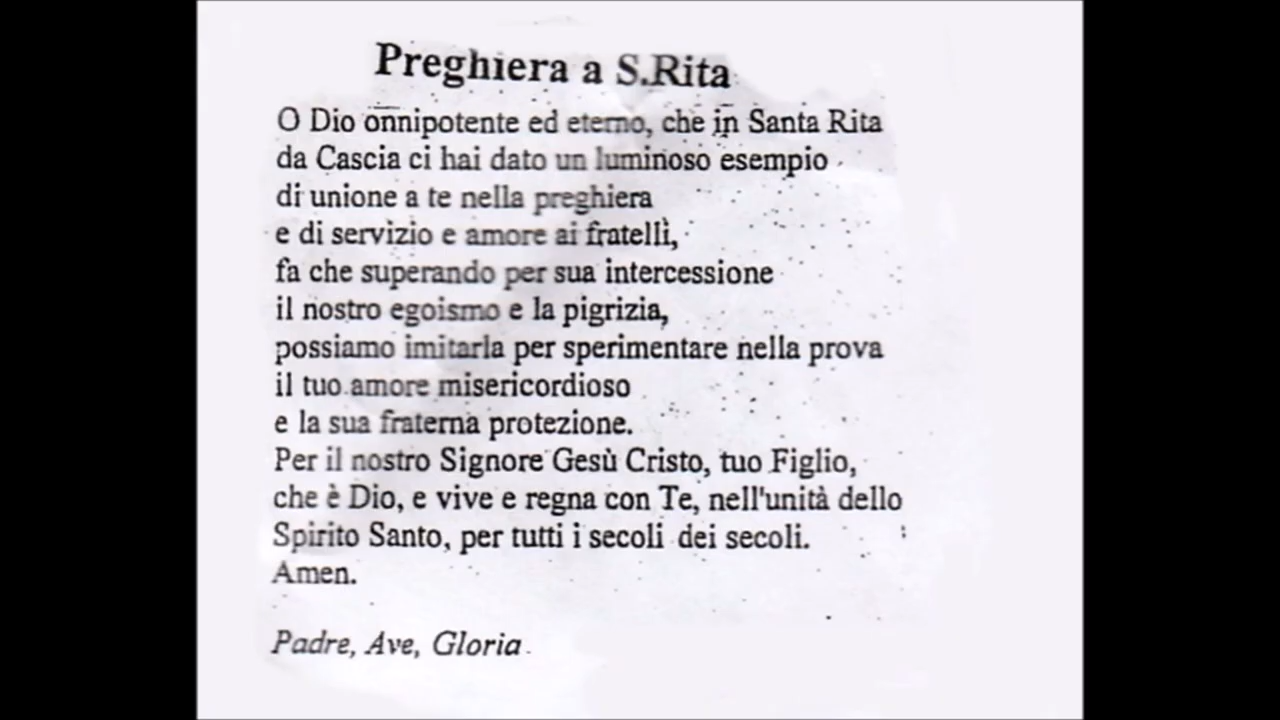 Preghiera a S.Rita
O Dio onnipotente ed eterno, che in Santa Rita
da Cascia ci hai dato un luminoso esempio
di unione a te nella preghiera
e di servizio e amore ai fratelli,
fa che superando per sua intercessione
il nostro egoismo e la pigrizia,
possiamo imitarla per sperimentare nella prova
il tuo amore misericordioso
e la sua fraterna protezione.
Per il nostro Signore Gesù Cristo, tuo Figlio,
che è Dio, e vive e regna con Te, nell'unità dello
Spirito Santo, per tutti i secoli dei secoli.
Amen.
Padre, Ave, Gloria